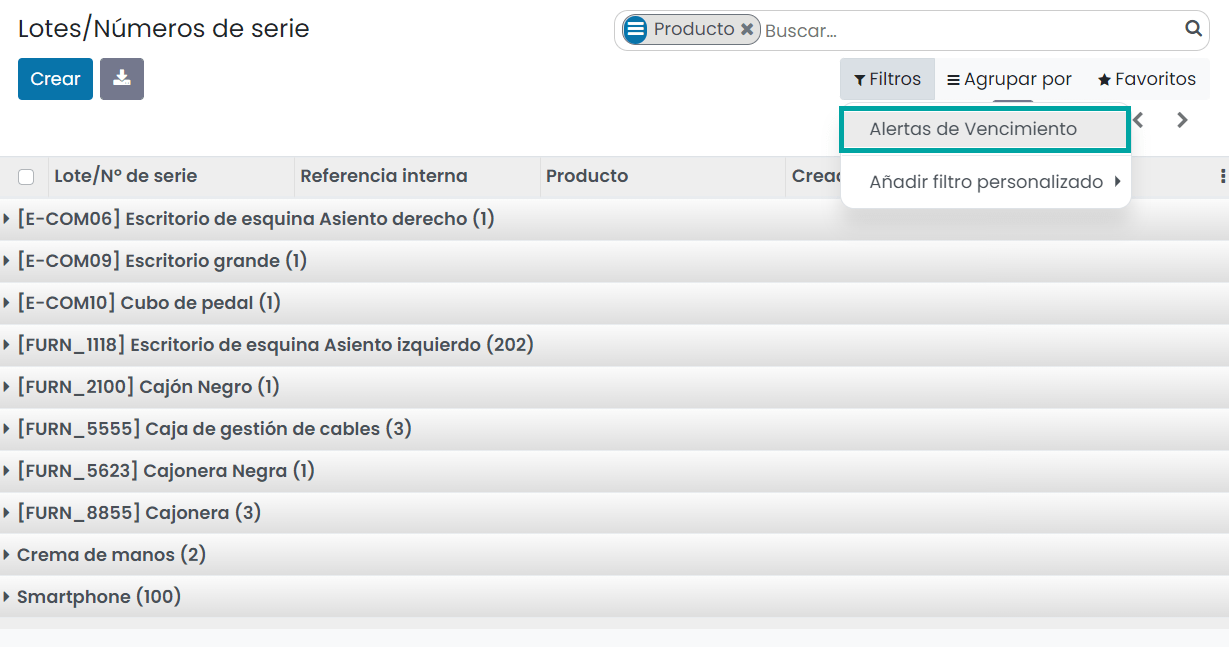 Lotes/Números de serie
Producto Buscar...
Crear
Filtros Agrupar por Favoritos
Alertas de Vencimiento
Añadir filtro personalizado
Lote/Nº de serie Referencia interna Producto
[E-COM06] Escritorio de esquina Asiento derecho (1)
[E-COM09] Escritorio grande (1)
[E-COM10] Cubo de pedal (1)
[FURN_1118] Escritorio de esquina Asiento izquierdo (202)
[FURN_2100] Cajón Negro (1)
[FURN_5555] Caja de gestión de cables (3)
[FURN_5623] Cajonera Negra (1)
[FURN_8855] Cajonera (3)
Crema de manos (2)
Smartphone (100)